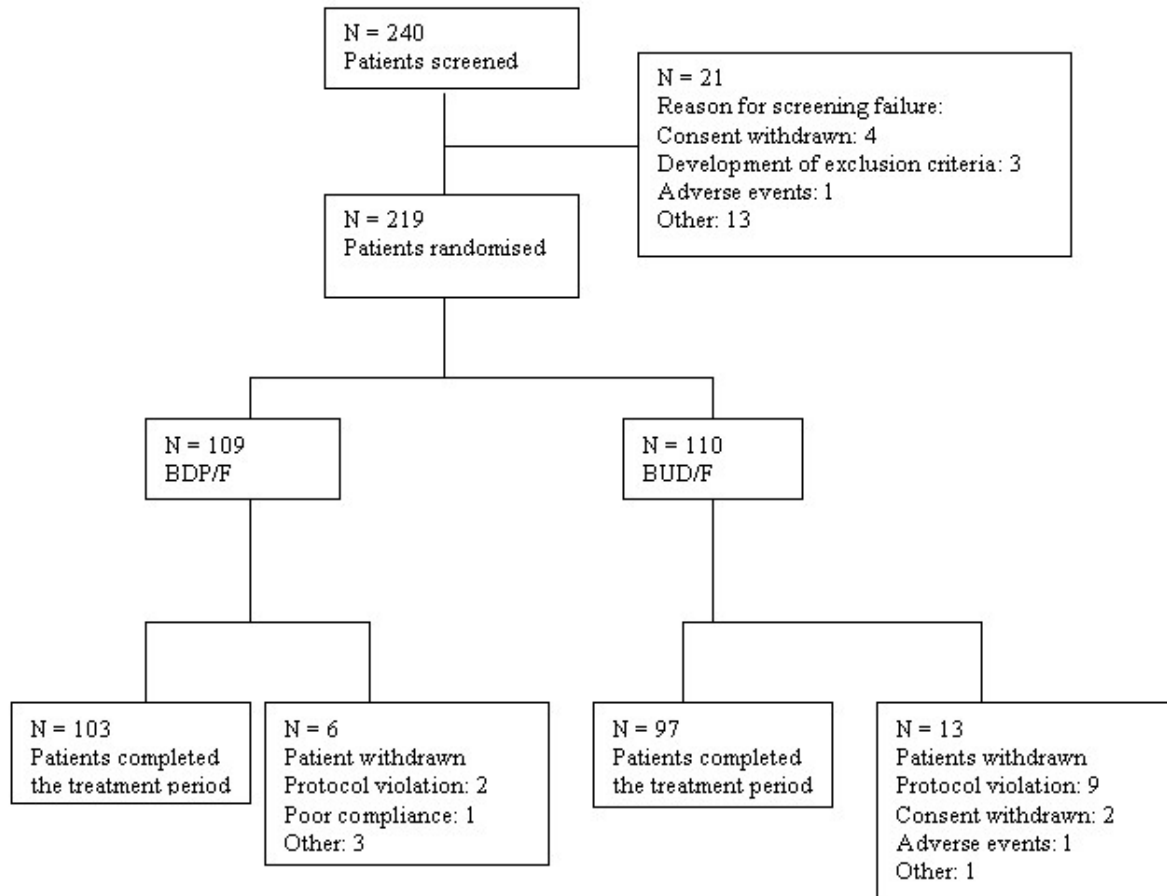 N = 240
Patients screened
N = 21
Reason for screening failure:
Consent withdrawn: 4
Development of exclusion criteria: 3
Adverse events: 1
Other: 13
N = 219
Patients randomised
N = 109
BDP/F
N = 110
BUD/F
N = 103
Patients completed
the treatment period
N = 6
Patient withdrawn
Protocol violation: 2
Poor compliance: 1
Other: 3
N = 97
Patients completed
the treatment period
N = 13
Patients withdrawn
Protocol violation: 9
Consent withdrawn: 2
Adverse events: 1
Other: 1